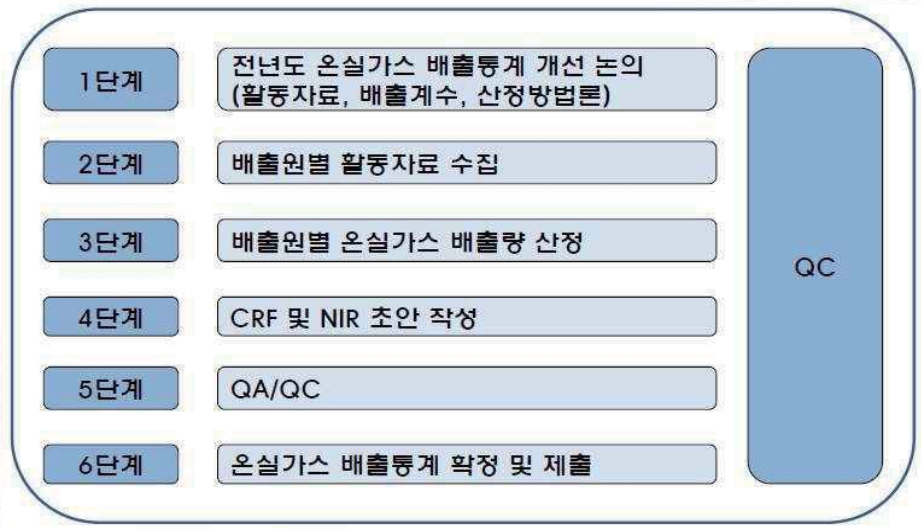 1단계
전년도 온실가스 배출통계 개선 논의
(활동자료, 배출계수, 산정방법론)
2단계
배출원별 활동자료 수집
3단계
배출원별 온실가스 배출량 산정
4단계
CRF 및 NIR 초안 작성
5단계
QA/QC
6단계
온실가스 배출통계 확정 및 제출
QC